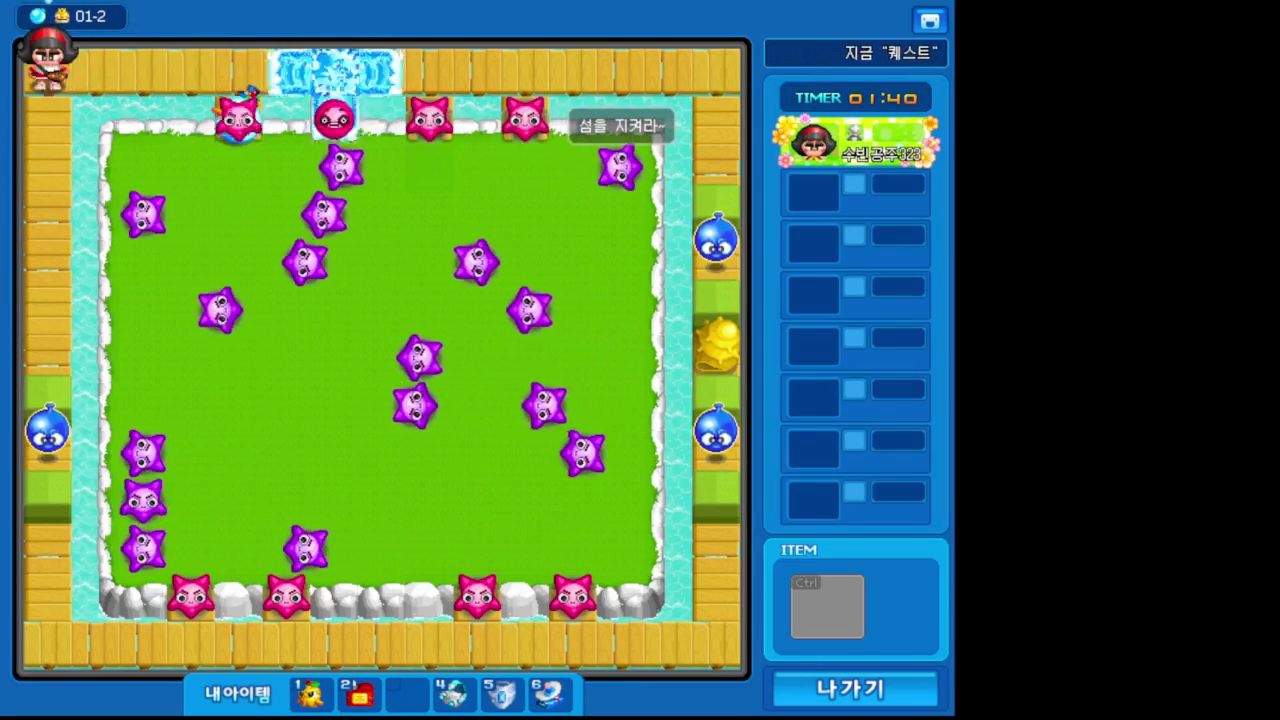 01-2
지금 "퀘스트"
TIMER 01:40
섬을 지켜라~
수빈공주323
ITEM
Ctrl
내아이템
1
2
4
5
6
나가기